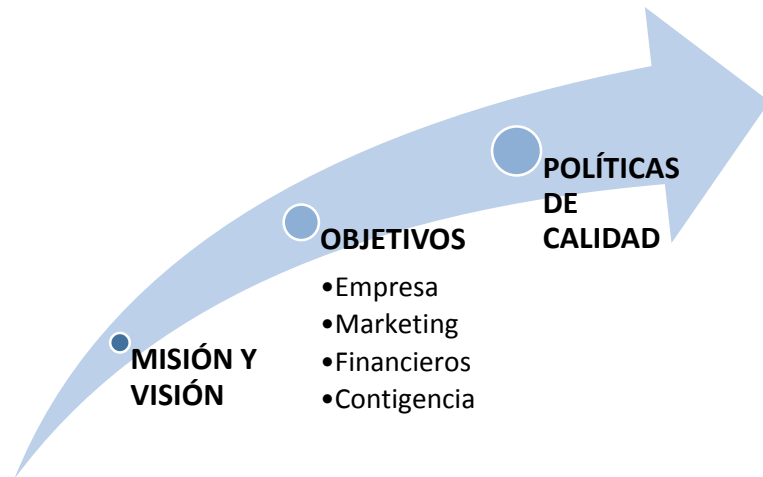 MISIÓN Y
VISIÓN
OBJETIVOS
•Empresa
•Marketing
•Financieros
•Contigencia
POLÍTICAS
DE
CALIDAD